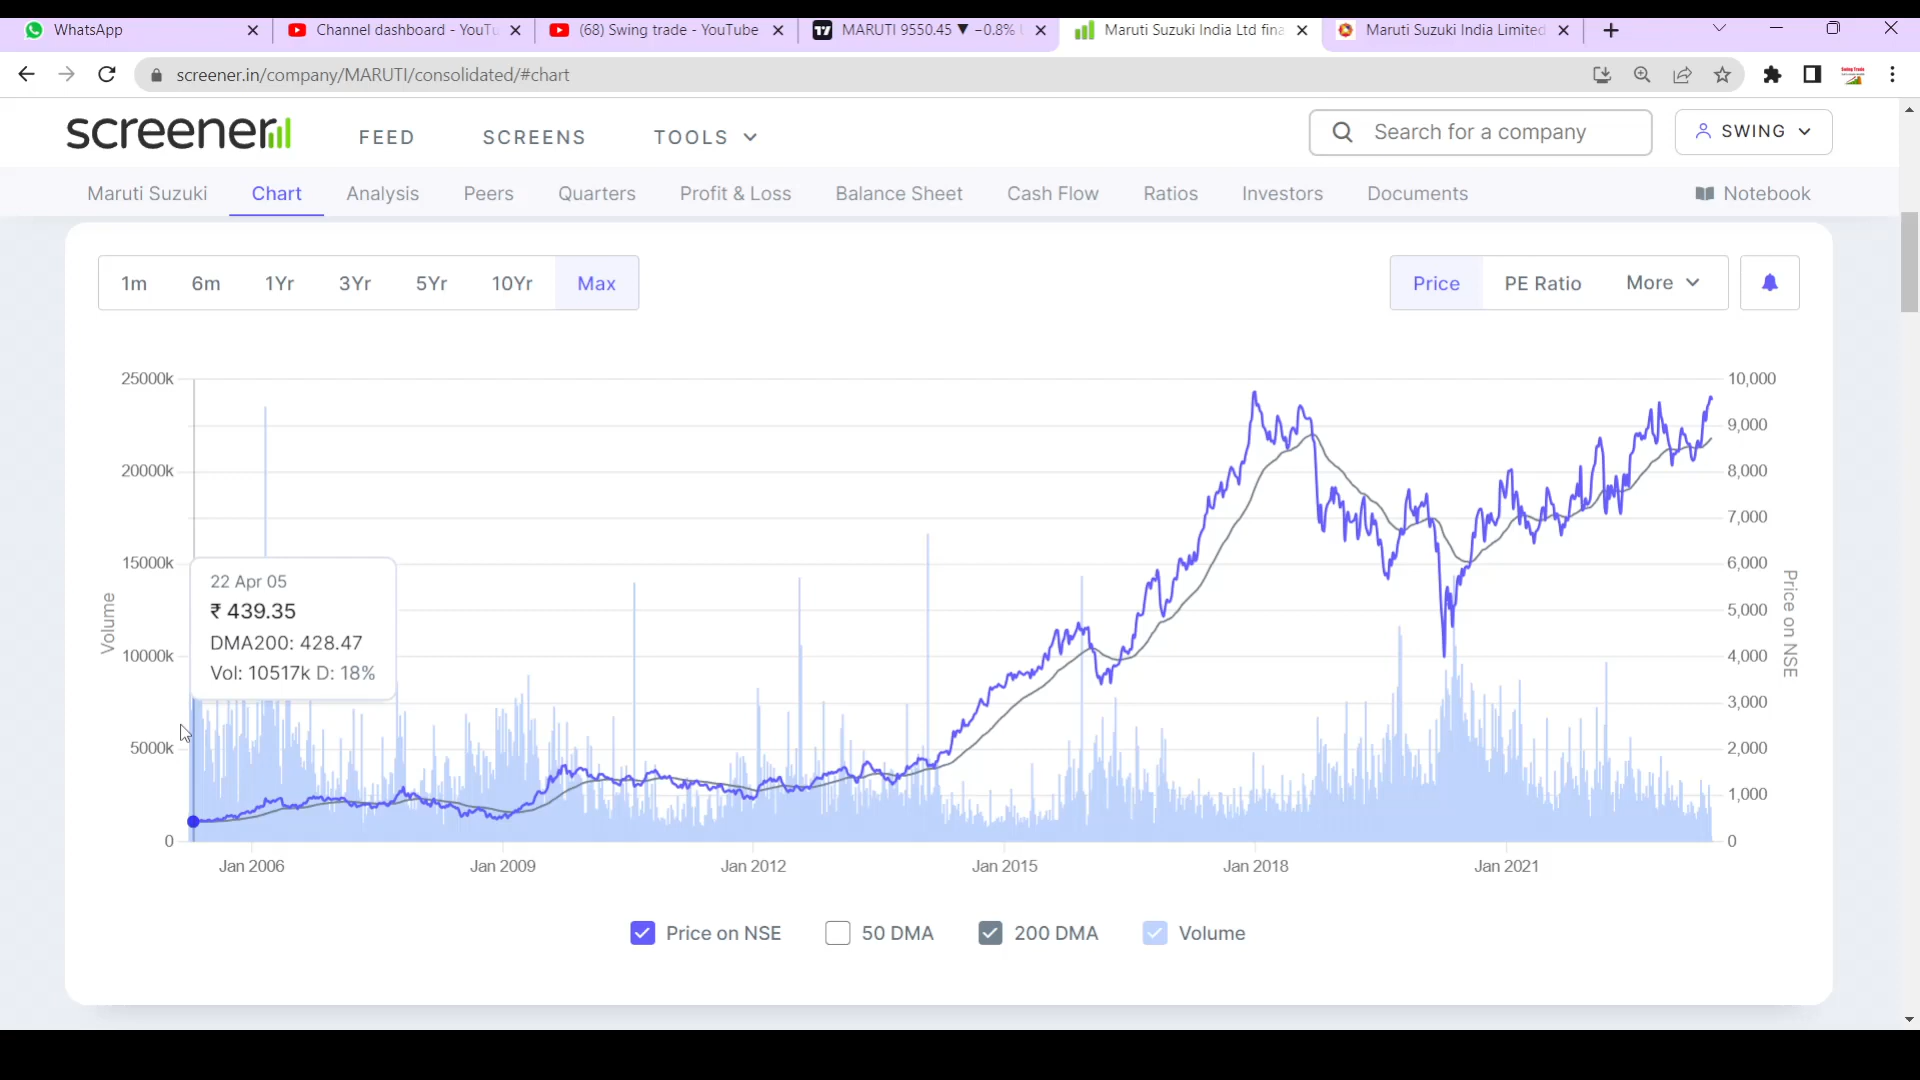 WhatsApp
Channel dashboard - YouTu
(68) Swing trade - YouTube
MARUTI 9550.45 ▼ −0.8%
Maruti Suzuki India Ltd fina
Maruti Suzuki India Limited
screener.in/company/MARUTI/consolidated/#chart
screener
FEED
SCREENS
TOOLS
Search for a company
SWING
Maruti Suzuki
Chart
Analysis
Peers
Quarters
Profit & Loss
Balance Sheet
Cash Flow
Ratios
Investors
Documents
Notebook
1m
6m
1Yr
3Yr
5Yr
10Yr
Max
Price
PE Ratio
More
25000k
20000k
15000k
10000k
5000k
0
Volume
22 Apr 05
₹ 439.35
DMA200: 428.47
Vol: 10517k D: 18%
10,000
9,000
8,000
7,000
6,000
5,000
4,000
3,000
2,000
1,000
0
Price on NSE
Jan 2006
Jan 2009
Jan 2012
Jan 2015
Jan 2018
Jan 2021
Price on NSE
50 DMA
200 DMA
Volume